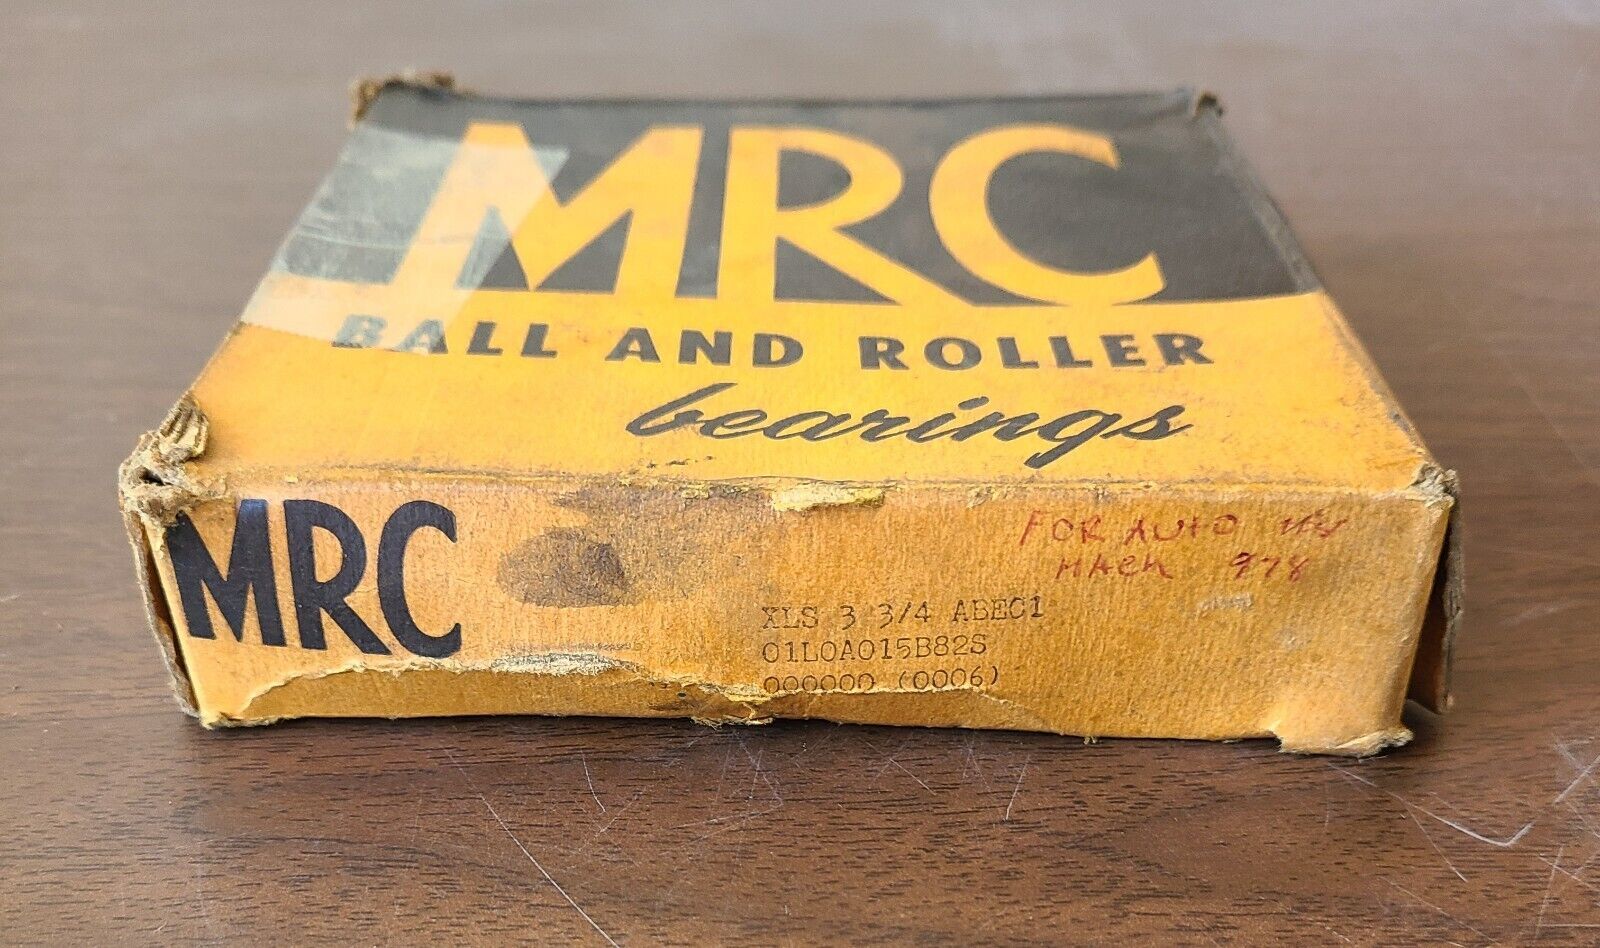 MRC
BALL AND ROLLER
bearings
MRC
FOR AUTO
MACH 978
XLS 3 3/4 ABEC1
01L0A015B82S
000000 (0006)